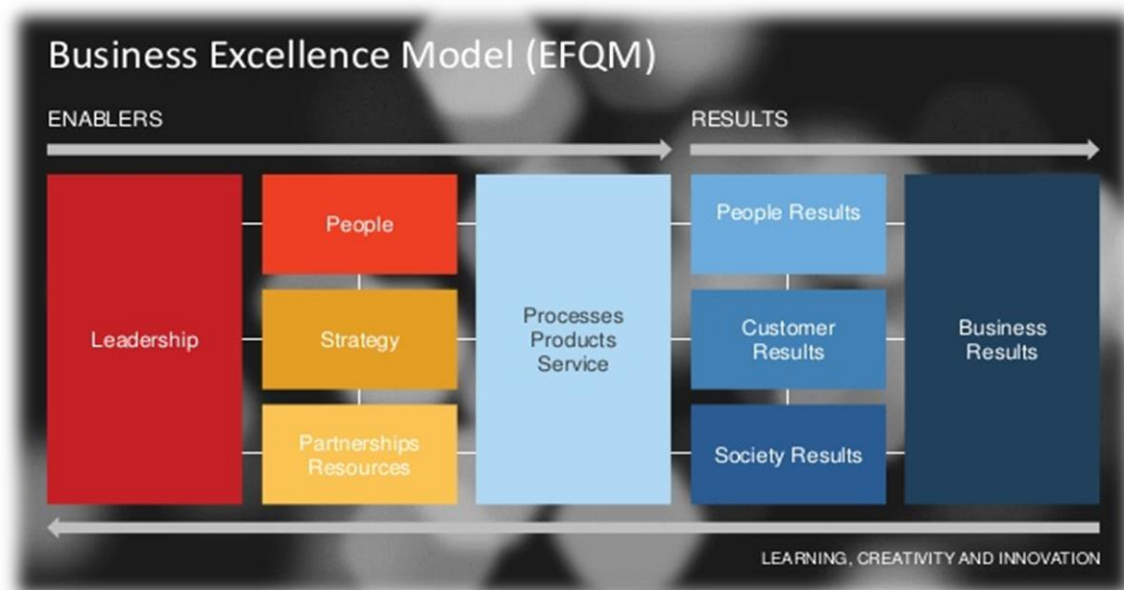 Business Excellence Model (EFQM)
ENABLERS
RESULTS
Leadership
People
Strategy
Partnerships
Resources
Processes
Products
Service
People Results
Customer
Results
Society Results
Business
Results
LEARNING, CREATIVITY AND INNOVATION